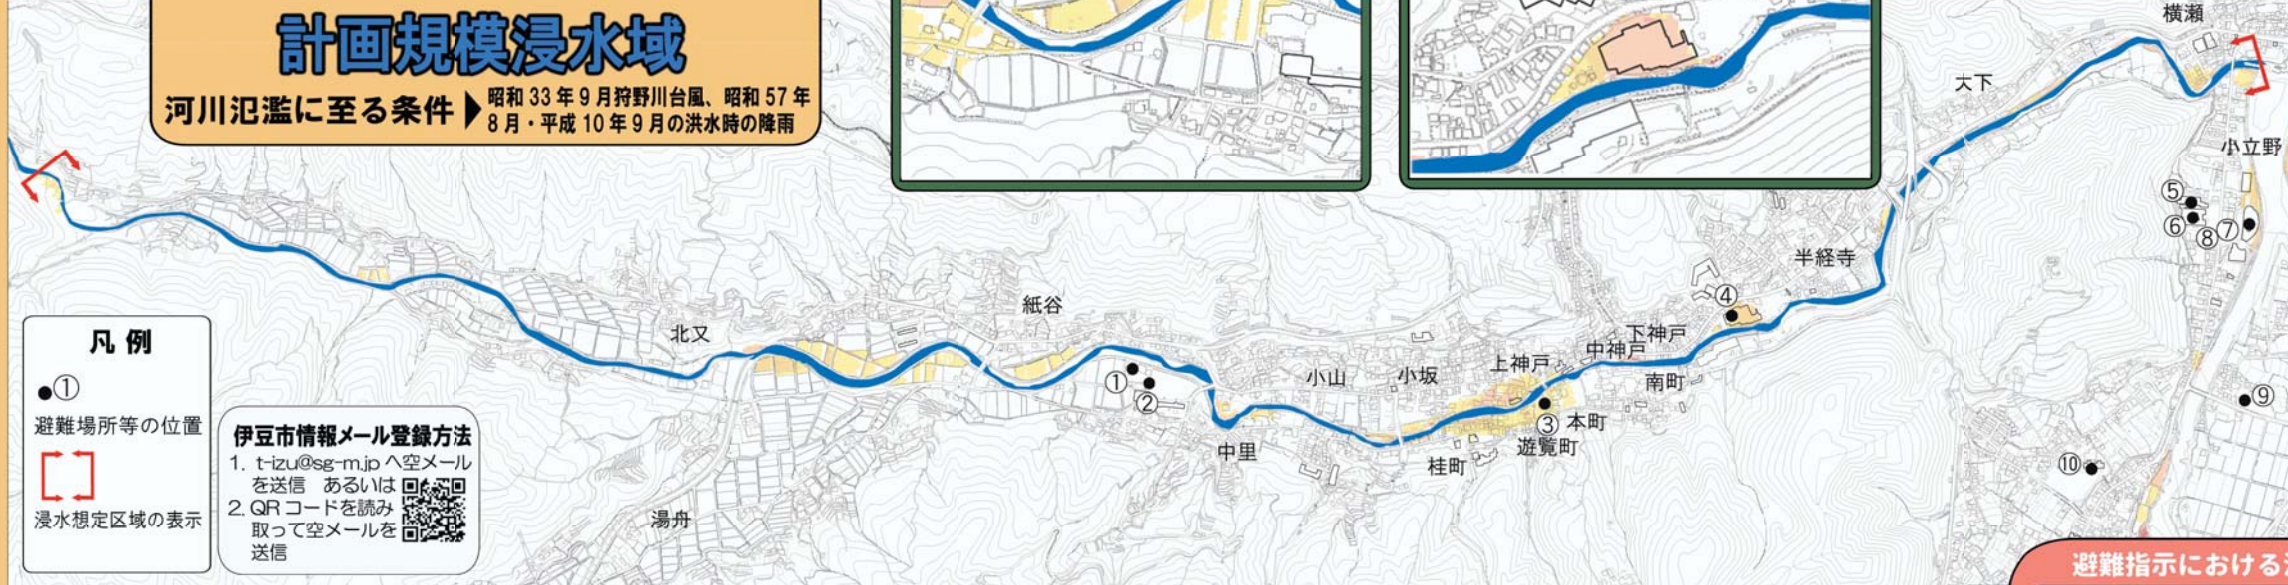 計画規模浸水域
河川氾濫に至る条件▶昭和33年9月狩野川台風、昭和57年
8月・平成10年9月の洪水時の降雨
横瀬
大下
小立野
⑤
⑥
⑧
⑦
半経寺
④
紙谷
北又
下神戸
中神戸
上神戸
小山
小坂
南町
①
②
③
本町
遊覧町
中里
桂町
湯舟
⑨
⑩
凡例
●①
避難場所等の位置
浸水想定区域の表示
伊豆市情報メール登録方法
1. t-izu@sg-m.jp へ空メール
を送信 あるいは
2. QRコードを読み
取って空メールを
送信
避難指示における